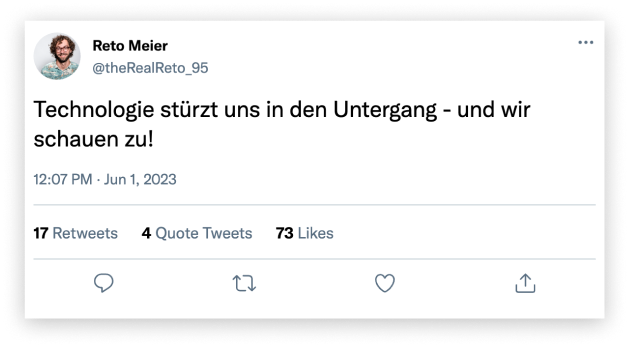 Reto Meier
@theRealReto_95
Technologie stürzt uns in den Untergang - und wir
schauen zu!
12:07 PM · Jun 1, 2023
17 Retweets 4 Quote Tweets 73 Likes